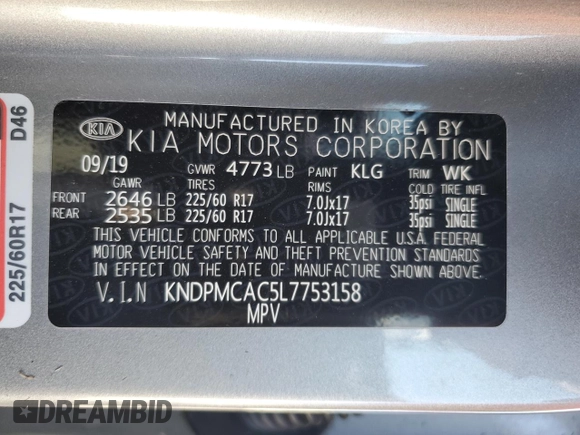 MANUFACTURED IN KOREA BY
KIA KIA MOTORS CORPORATION
09/19 GVWR 4773 LB PAINT KLG TRIM WK
GAWR TIRES RIMS COLD TIRE INFL
FRONT 2646 LB 225/60 R17 7.0Jx17 35psi SINGLE
REAR 2535 LB 225/60 R17 7.0Jx17 35psi SINGLE
THIS VEHICLE CONFORMS TO ALL APPLICABLE U.S.A. FEDERAL
MOTOR VEHICLE SAFETY AND THEFT PREVENTION STANDARDS
IN EFFECT ON THE DATE OF MANUFACTURE SHOWN ABOVE.
V.I.N KNDPMCAC5L7753158
MPV
225/60R17 D46
DREAMBID